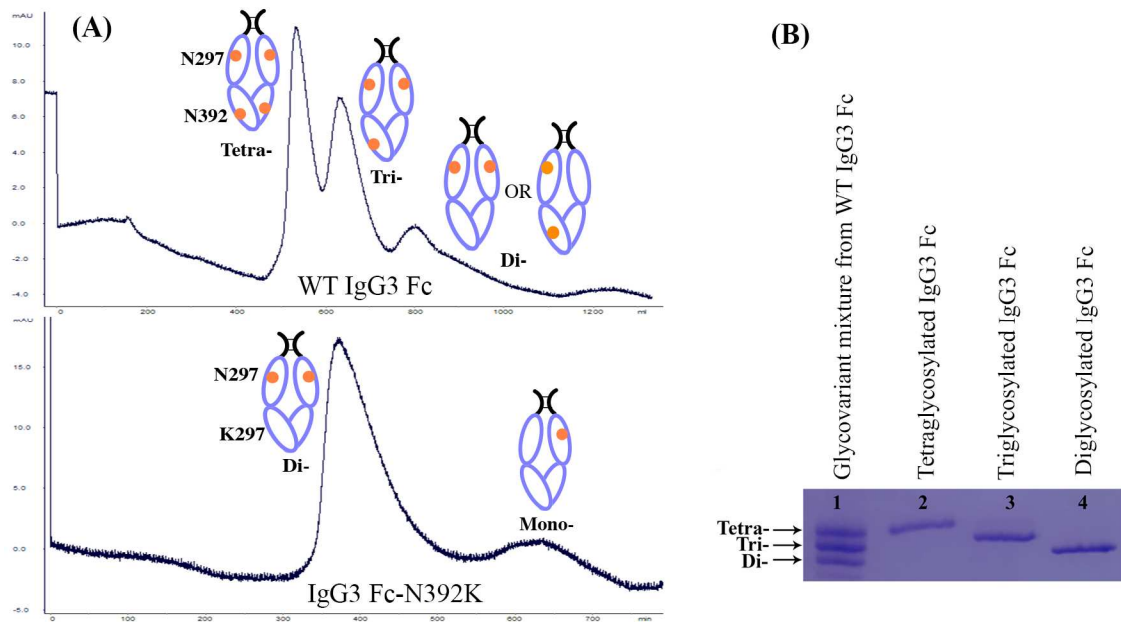 (A)
mAU
10.0
8.0
6.0
4.0
2.0
0.0
-2.0
-4.0
N297
N392
Tetra-
Tri-
OR
Di-
WT IgG3 Fc
0 200 400 600 800 1000 1200 ml
mAU
15.0
10.0
5.0
0.0
-5.0
N297
K297
Di-
Mono-
IgG3 Fc-N392K
0 100 200 300 400 500 600 700 min
(B)
Glycovariant mixture from WT IgG3 Fc
Tetraglycosylated IgG3 Fc
Triglycosylated IgG3 Fc
Diglycosylated IgG3 Fc
1 2 3 4
Tetra-
Tri-
Di-